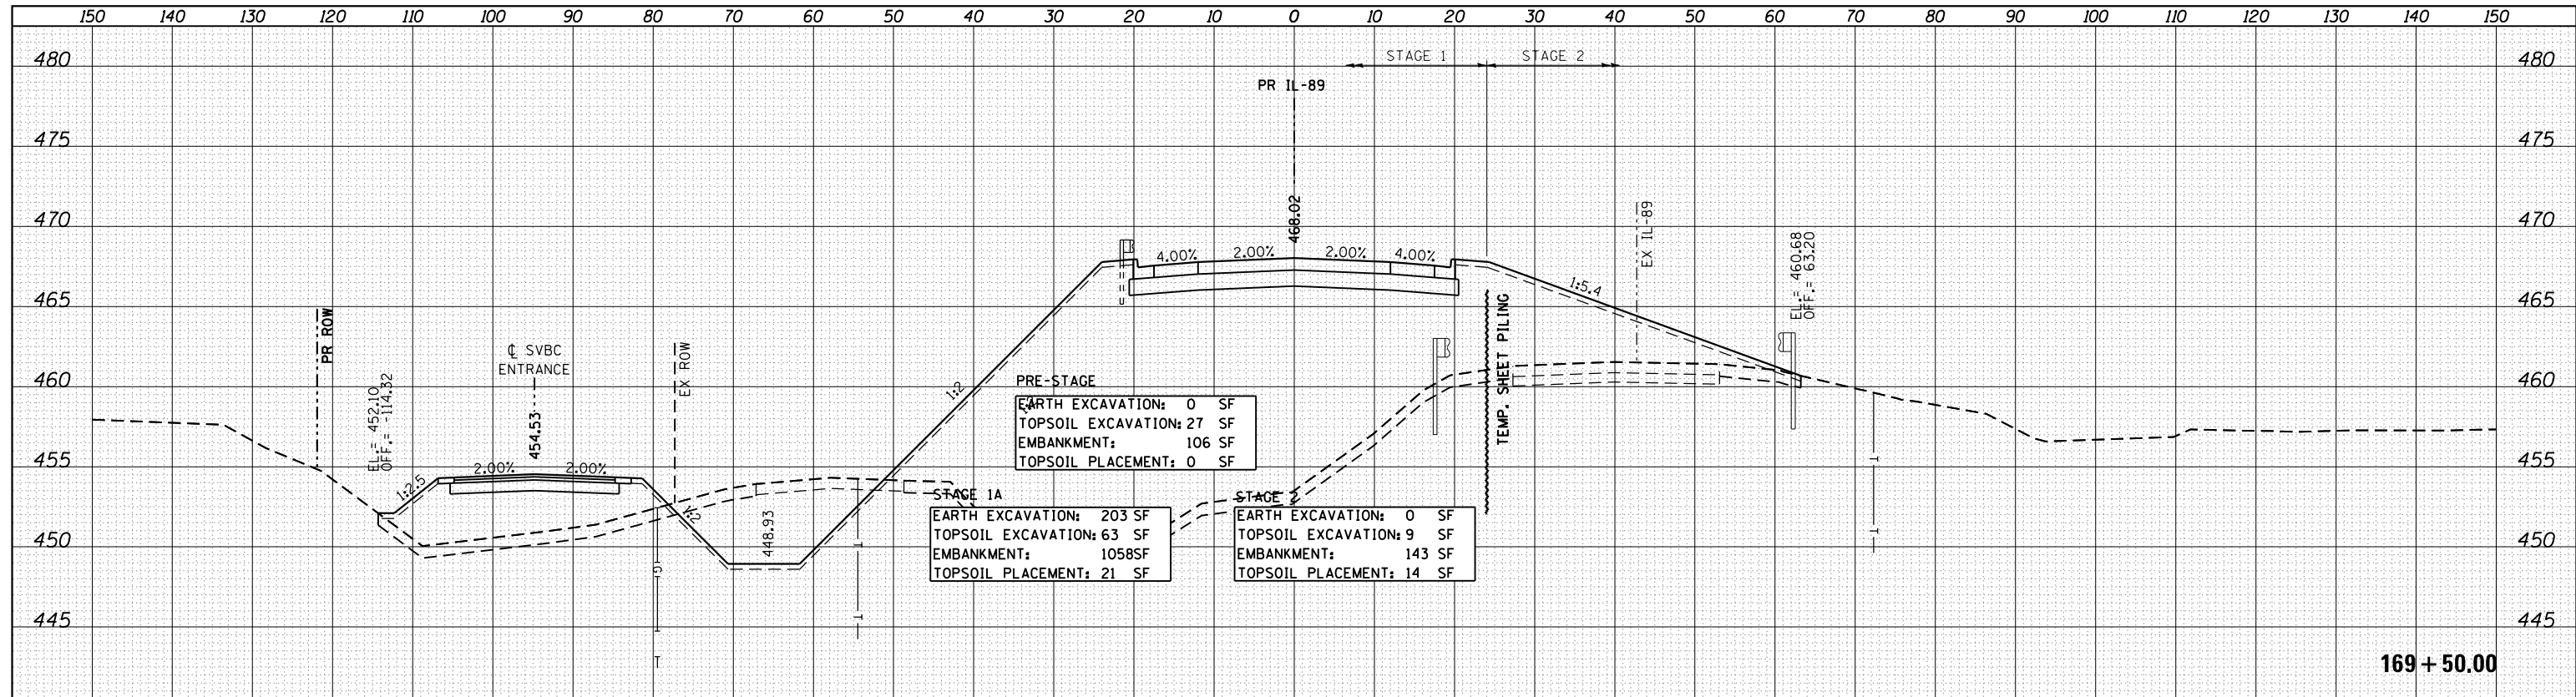 150 140 130 120 110 100 90 80 70 60 50 40 30 20 10 0 10 20 30 40 50 60 70 80 90 100 110 120 130 140 150
STAGE 1 STAGE 2
480 480
PR IL-89
475 475
470 470
468.02
EX IL-89
4.00% 2.00% 2.00% 4.00%
EL.= 460.68
OFF.= 63.20
1:5.4
465 465
PR ROW
TEMP. SHEET PILING
℄ SVBC
ENTRANCE
EX ROW
460 460
EL.= 452.10
OFF.= -114.32
454.53
1:2
PRE-STAGE
EARTH EXCAVATION: 0 SF
TOPSOIL EXCAVATION: 27 SF
EMBANKMENT: 106 SF
TOPSOIL PLACEMENT: 0 SF
455 455
2.00% 2.00%
1:2.5
1:2
448.93
T
STAGE 1A
EARTH EXCAVATION: 203 SF
TOPSOIL EXCAVATION: 63 SF
EMBANKMENT: 1058SF
TOPSOIL PLACEMENT: 21 SF
STAGE 2
EARTH EXCAVATION: 0 SF
TOPSOIL EXCAVATION: 9 SF
EMBANKMENT: 143 SF
TOPSOIL PLACEMENT: 14 SF
450 450
T
T
G
445 445
T
T
169+50.00